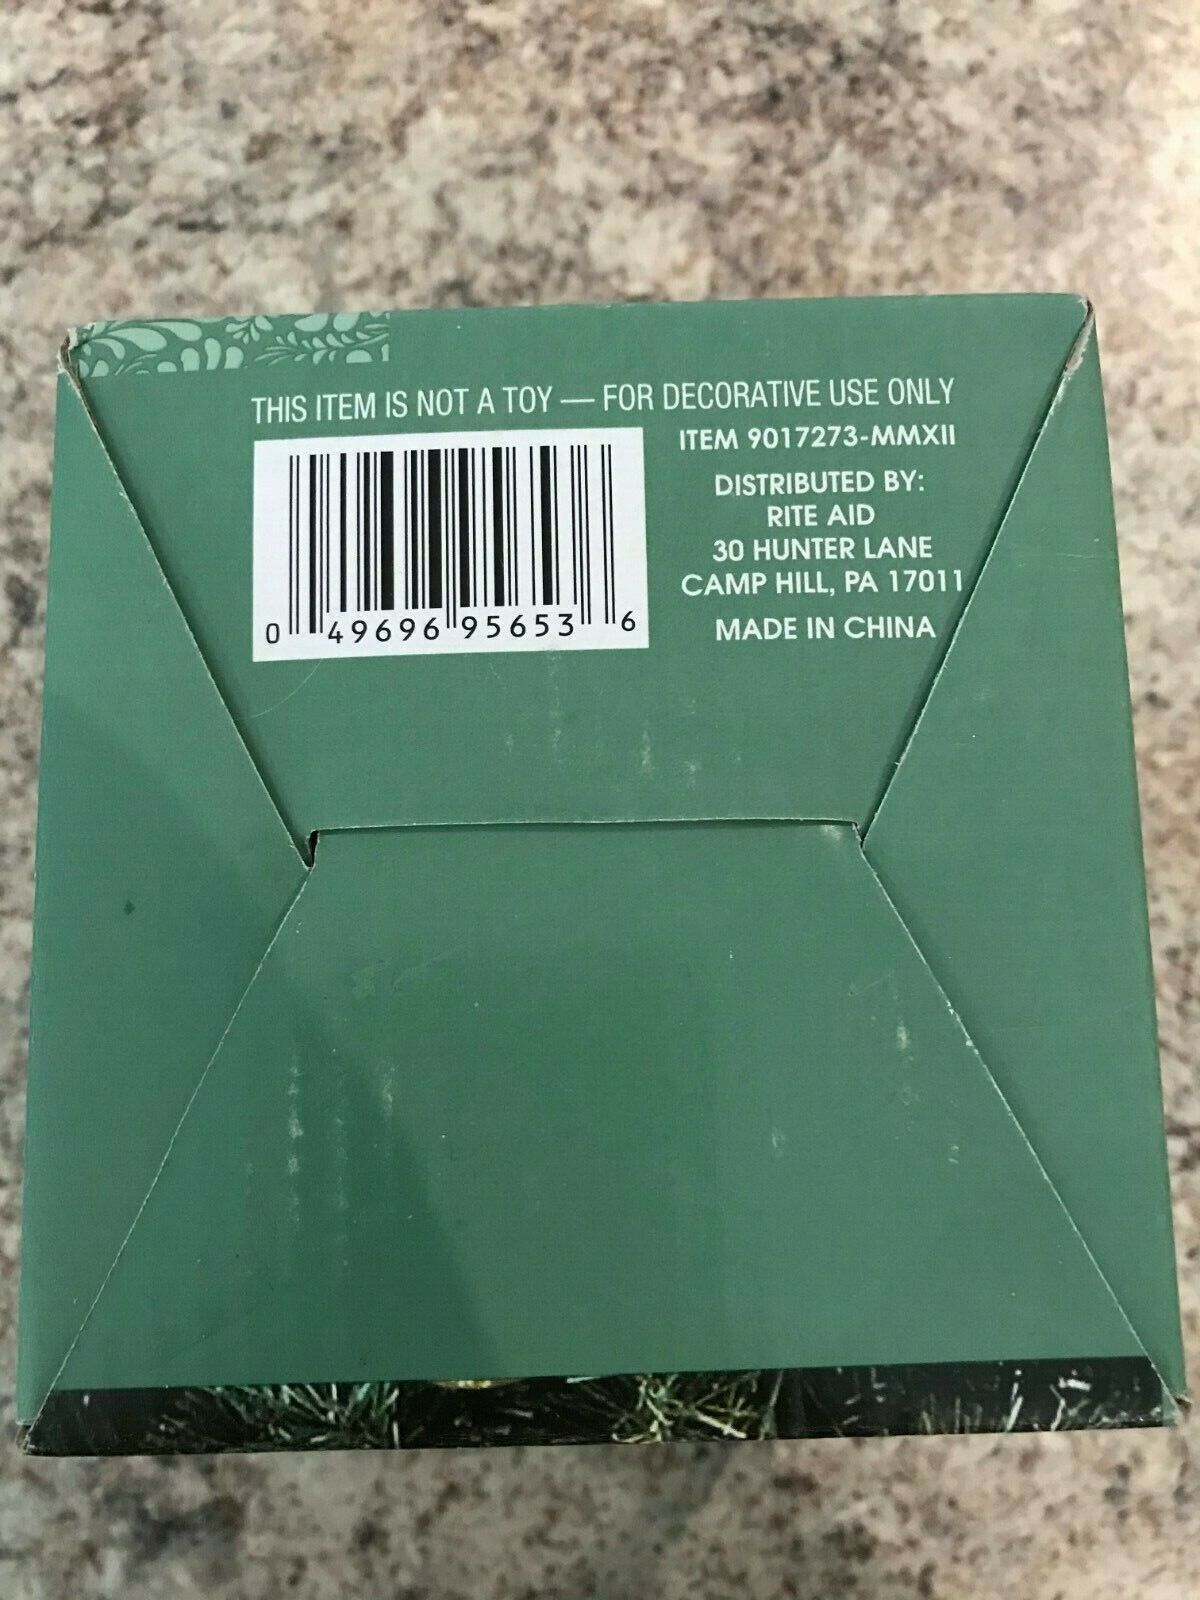 THIS ITEM IS NOT A TOY — FOR DECORATIVE USE ONLY
ITEM 9017273-MMXII
DISTRIBUTED BY:
RITE AID
30 HUNTER LANE
CAMP HILL, PA 17011
MADE IN CHINA
0 49696 95653 6